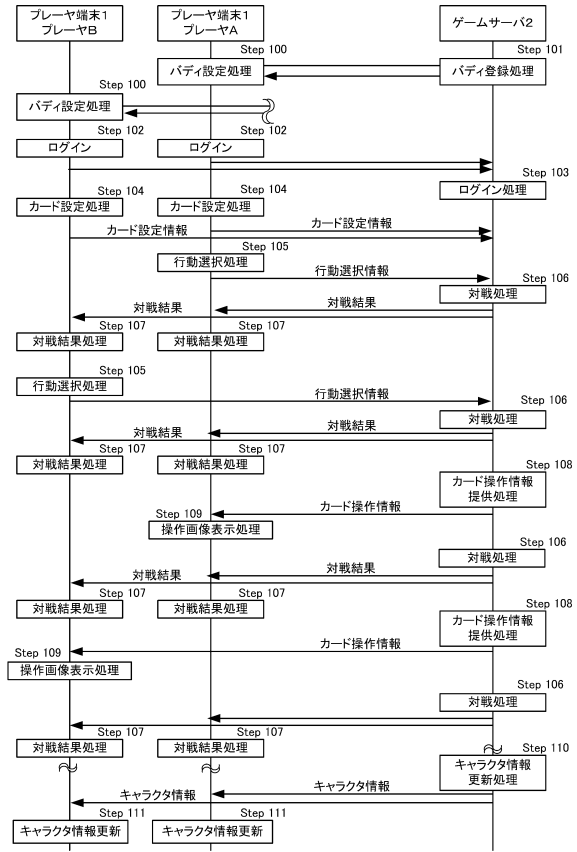 プレーヤ端末1
プレーヤB
プレーヤ端末1
プレーヤA
ゲームサーバ2
Step 100
Step 101
バディ設定処理
バディ登録処理
Step 100
バディ設定処理
Step 102
Step 102
ログイン
ログイン
Step 103
ログイン処理
Step 104
Step 104
カード設定処理
カード設定処理
カード設定情報
カード設定情報
Step 105
行動選択処理
行動選択情報
Step 106
対戦処理
対戦結果
対戦結果
Step 107
Step 107
対戦結果処理
対戦結果処理
Step 105
行動選択処理
行動選択情報
Step 106
対戦処理
対戦結果
対戦結果
Step 107
Step 107
対戦結果処理
対戦結果処理
Step 108
カード操作情報
提供処理
カード操作情報
Step 109
操作画像表示処理
Step 106
対戦処理
対戦結果
対戦結果
Step 107
Step 107
対戦結果処理
対戦結果処理
Step 108
カード操作情報
提供処理
カード操作情報
Step 109
操作画像表示処理
Step 106
対戦処理
Step 107
Step 107
対戦結果処理
対戦結果処理
Step 110
キャラクタ情報
更新処理
キャラクタ情報
キャラクタ情報
Step 111
Step 111
キャラクタ情報更新
キャラクタ情報更新